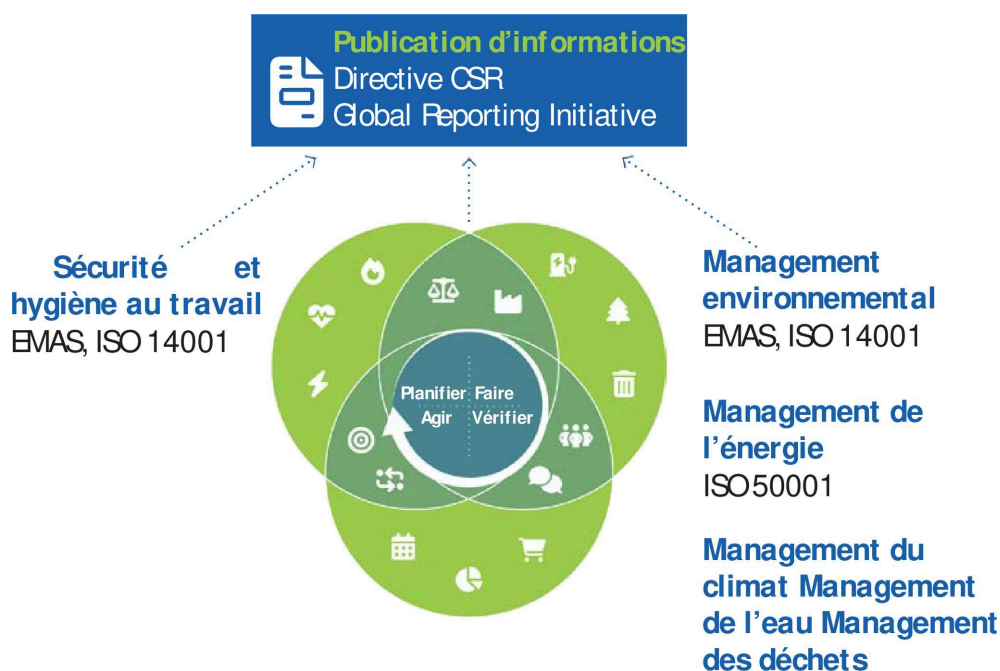 Publication d'informations
Directive CSR
Global Reporting Initiative
Sécurité et
hygiène au travail
EMAS, ISO 14001
Planifier Faire
Agir Vérifier
Management
environnemental
EMAS, ISO 14001
Management de
l'énergie
ISO 50001
Management du
climat Management
de l'eau Management
des déchets